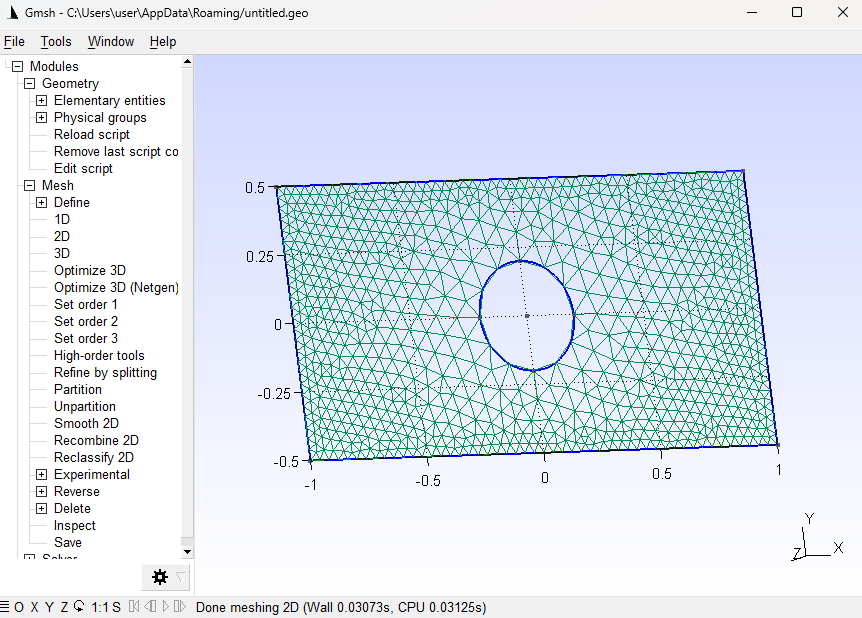 Gmsh - C:\Users\user\AppData\Roaming/untitled.geo
File Tools Window Help
Modules
Geometry
Elementary entities
Physical groups
Reload script
Remove last script co
Edit script
Mesh
Define
1D
2D
3D
Optimize 3D
Optimize 3D (Netgen)
Set order 1
Set order 2
Set order 3
High-order tools
Refine by splitting
Partition
Unpartition
Smooth 2D
Recombine 2D
Reclassify 2D
Experimental
Reverse
Delete
Inspect
Save
Solver
0.5
0.25
0
-0.25
-0.5
-1 -0.5 0 0.5 1
Y
Z X
O X Y Z 1:1 S Done meshing 2D (Wall 0.03073s, CPU 0.03125s)